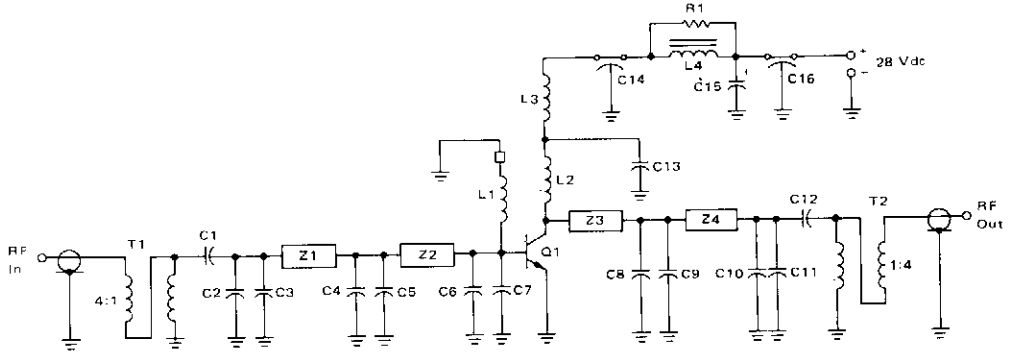 R1
L4
+
28 Vdc
−
C14
C15
C16
L3
C13
L1
L2
C12
T2
RF
Out
T1
C1
RF
In
Z1
Z2
Q1
Z3
Z4
4:1
C2
C3
C4
C5
C6
C7
C8
C9
C10
C11
1:4